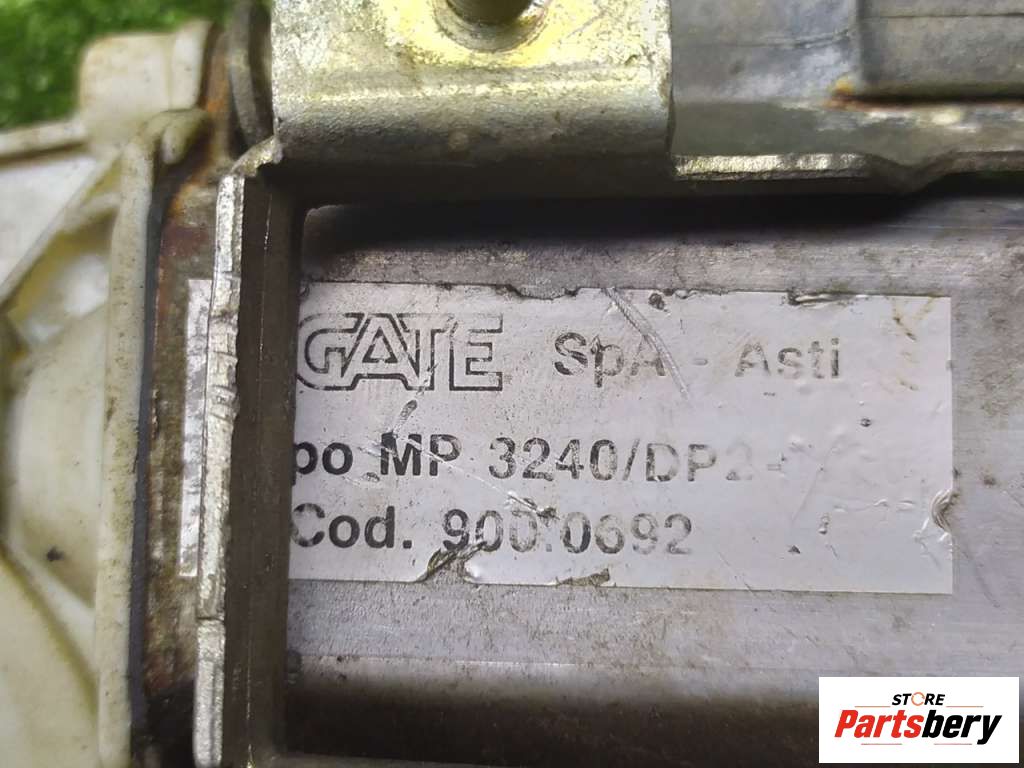 GATE SpA - Asti
po MP 3240/DP2-
Cod. 900.0692
STORE
Partsbery